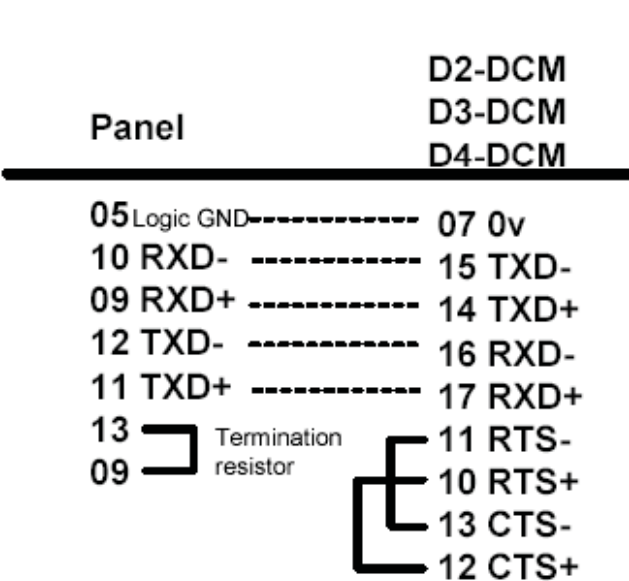 D2-DCM
D3-DCM
Panel
D4-DCM
05 Logic GND 07 0v
10 RXD- 15 TXD-
09 RXD+ 14 TXD+
12 TXD- 16 RXD-
11 TXD+ 17 RXD+
13 Termination 11 RTS-
09 resistor 10 RTS+
13 CTS-
12 CTS+